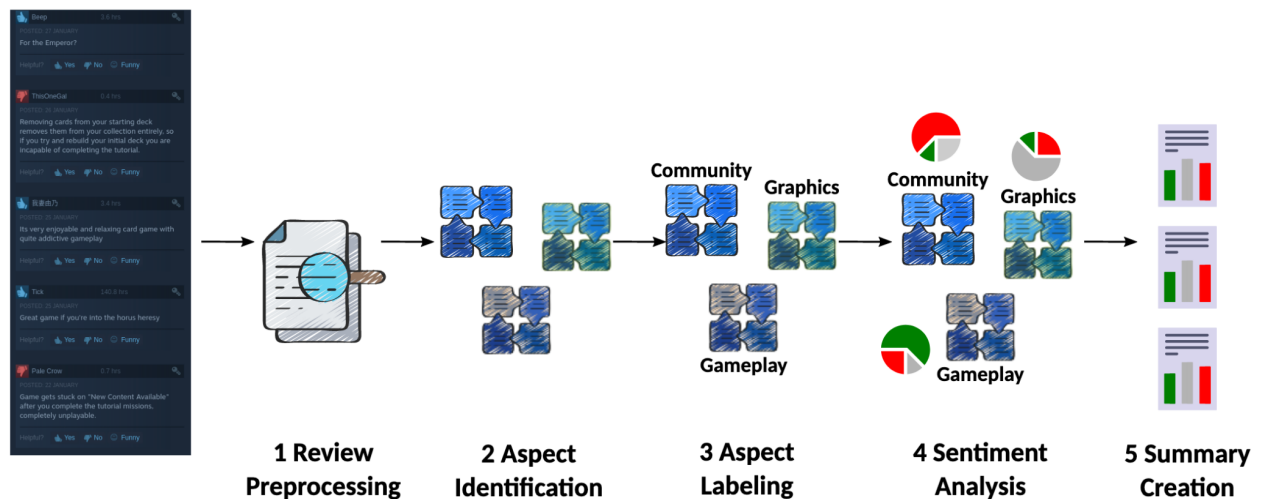 Beep 3.6 hrs
POSTED: 27 JANUARY
For the Emperor?
Helpful? Yes No Funny
ThisOneGal 0.4 hrs
POSTED: 26 JANUARY
Removing cards from your starting deck
removes them from your collection entirely, so
if you try and rebuild your initial deck you are
incapable of completing the tutorial.
Helpful? Yes No Funny
3.4 hrs
POSTED: 25 JANUARY
Its very enjoyable and relaxing card game with
quite addictive gameplay
Helpful? Yes No Funny
Tick 140.8 hrs
POSTED: 25 JANUARY
Great game if you're into the horus heresy
Helpful? Yes No Funny
Pale Crow 0.7 hrs
POSTED: 23 JANUARY
Game gets stuck on "New Content Available"
after you complete the tutorial missions,
completely unplayable.
Helpful? Yes No Funny
Community
Graphics
Gameplay
Community
Graphics
Gameplay
1 Review
Preprocessing
2 Aspect
Identification
3 Aspect
Labeling
4 Sentiment
Analysis
5 Summary
Creation